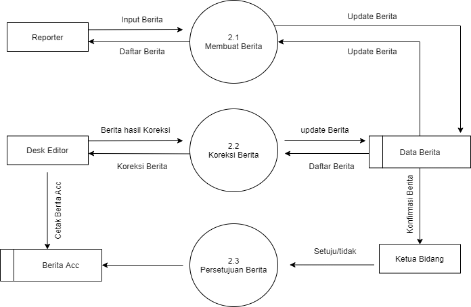 Input Berita
Update Berita
Reporter
2.1
Membuat Berita
Daftar Berita
Update Berita
Berita hasil Koreksi
update Berita
Desk Editor
2.2
Koreksi Berita
Data Berita
Koreksi Berita
Daftar Berita
Cetak Berita Acc
Konfirmasi Berita
Berita Acc
2.3
Persetujuan Berita
Setuju/tidak
Ketua Bidang